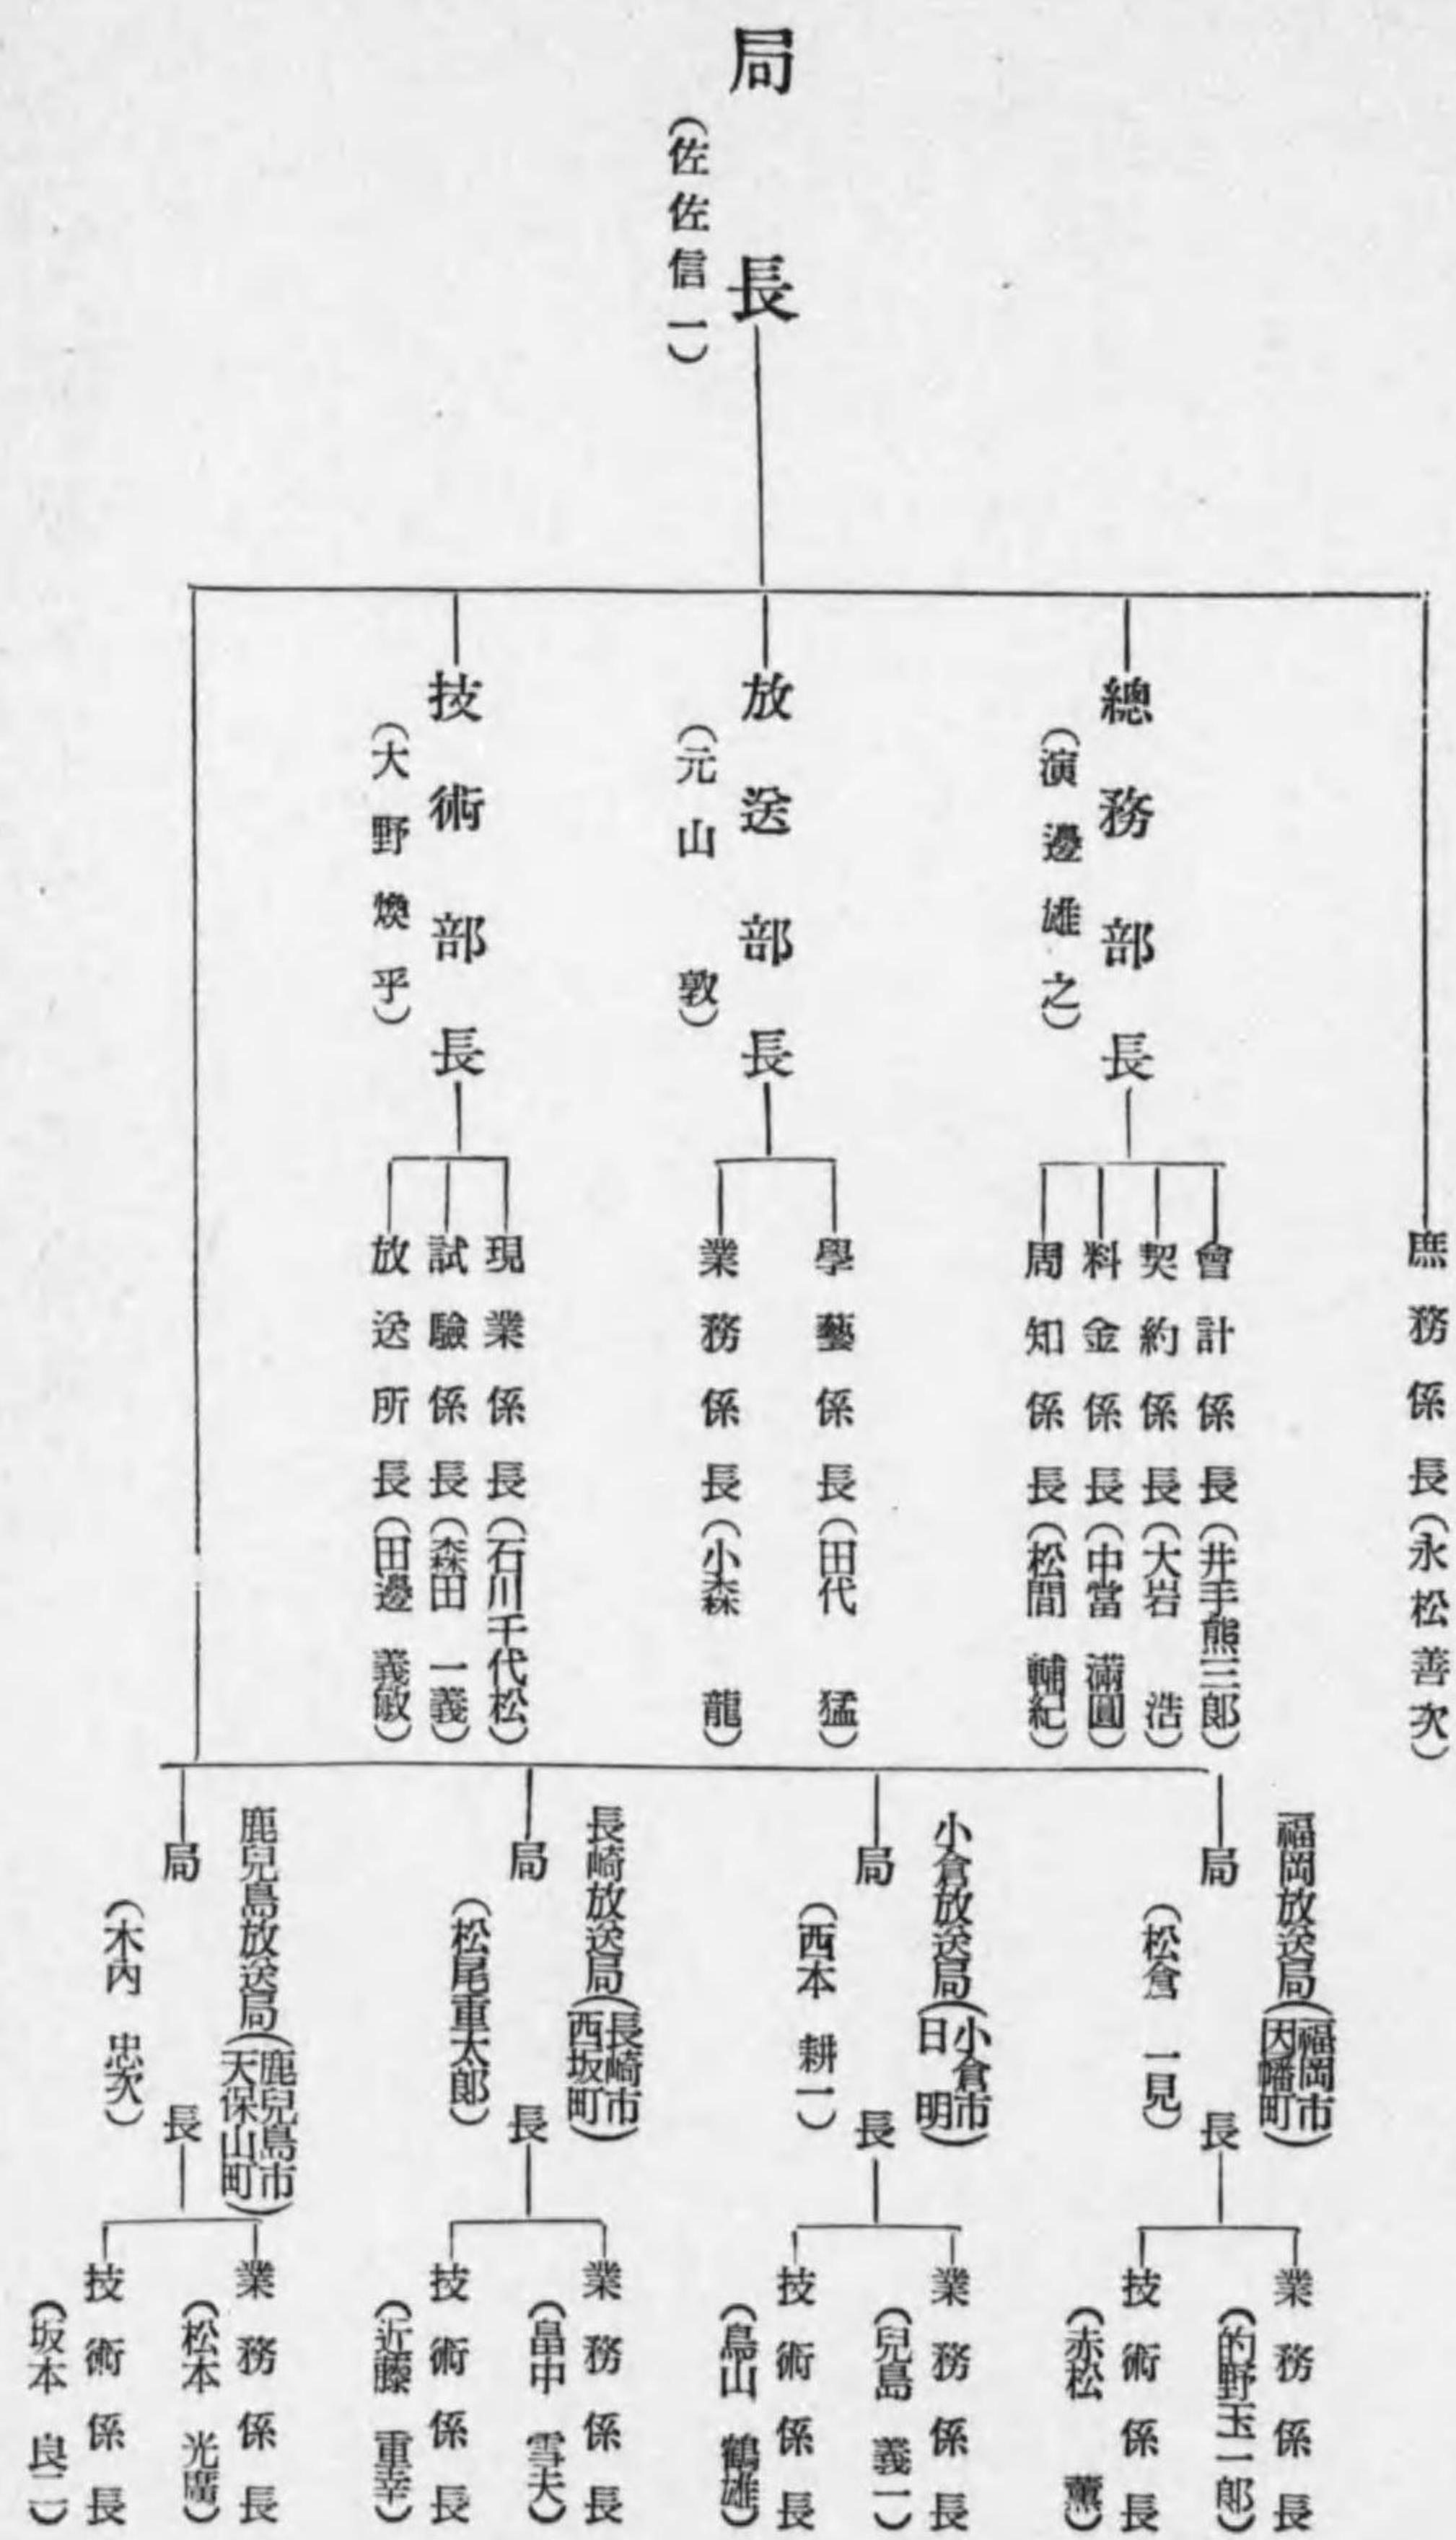 局長
(佐佐信一)
庶務係長(永松善次)
總務部長
(演邊雄之)
會計係長(井手熊三郎)
契約係長(大岩浩)
料金係長(中當滿圓)
周知係長(松間輔紀)
放送部長
(元山敦)
學藝係長(田代猛)
業務係長(小森龍)
技術部長
(大野煥乎)
現業係長(石川千代松)
試驗係長(森田一義)
放送所長(田邊義敏)
福岡放送局(福岡市因幡町)
局長
(松倉一見)
業務係長
(的野玉一郎)
技術係長
(赤松薰)
小倉放送局(小倉市日明)
局長
(西本耕一)
業務係長
(兒島義一)
技術係長
(鳥山鶴雄)
長崎放送局(長崎市西坂町)
局長
(松尾重太郎)
業務係長
(畠中雪夫)
技術係長
(近藤重幸)
鹿兒島放送局(鹿兒島市天保山町)
局長
(木內忠次)
業務係長
(松本光廣)
技術係長
(坂本良二)